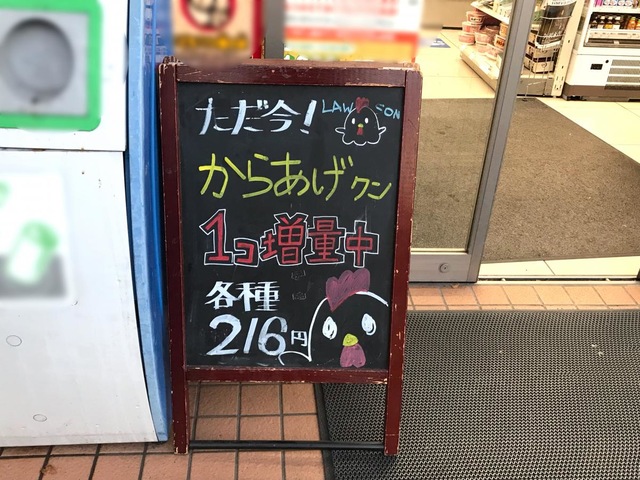 ただ今!
LAWSON
からあげクン
1コ増量中
各種
216円